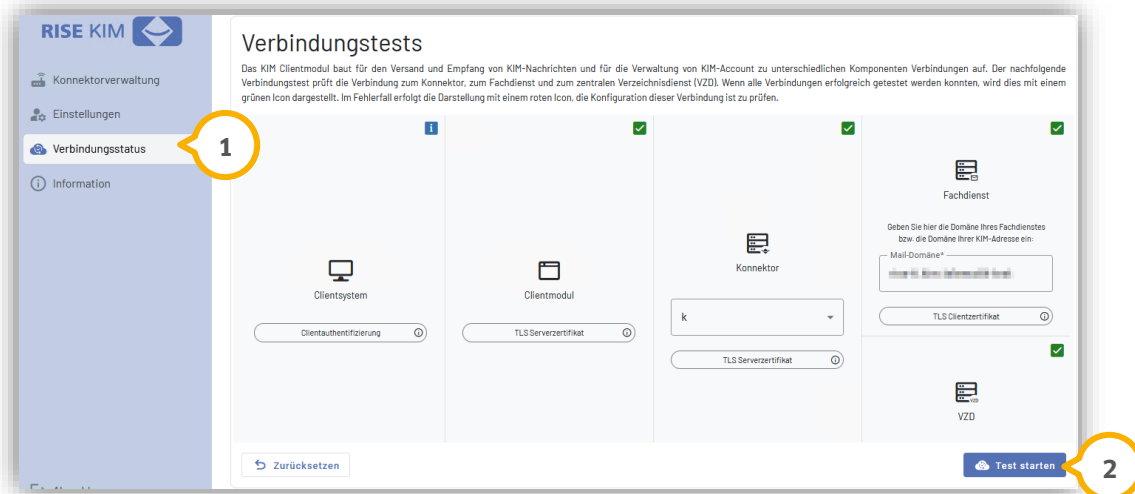 RISE KIM
Konnektorverwaltung
Einstellungen
Verbindungsstatus
Information
1
Verbindungstests
Das KIM Clientmodul baut für den Versand und Empfang von KIM-Nachrichten und für die Verwaltung von KIM-Account zu unterschiedlichen Komponenten Verbindungen auf. Der nachfolgende
Verbindungstest prüft die Verbindung zum Konnektor, zum Fachdienst und zum zentralen Verzeichnisdienst (VZD). Wenn alle Verbindungen erfolgreich getestet werden konnten, wird dies mit einem
grünen Icon dargestellt. Im Fehlerfall erfolgt die Darstellung mit einem roten Icon, die Konfiguration dieser Verbindung ist zu prüfen.
Clientsystem
Clientauthentifizierung
Clientmodul
TLS Serverzertifikat
Konnektor
k
TLS Serverzertifikat
Fachdienst
Geben Sie hier die Domäne Ihres Fachdienstes
bzw. die Domäne Ihrer KIM-Adresse ein:
Mail-Domäne*
TLS Clientzertifikat
VZD
VZD
Zurücksetzen
Test starten
2